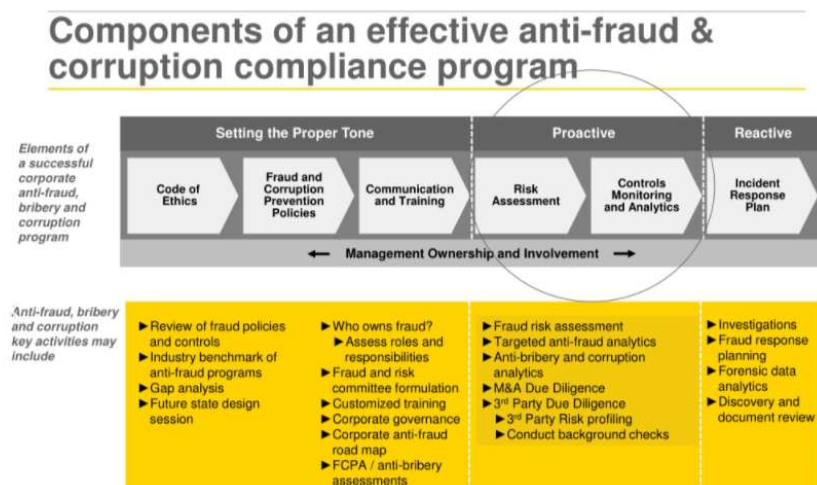 Components of an effective anti-fraud &
corruption compliance program
Elements of
a successful
corporate
anti-fraud,
bribery and
corruption
program
Setting the Proper Tone
Proactive
Reactive
Code of
Ethics
Fraud and
Corruption
Prevention
Policies
Communication
and Training
Risk
Assessment
Controls
Monitoring
and Analytics
Incident
Response
Plan
Management Ownership and Involvement
Anti-fraud, bribery
and corruption
key activities may
include
►Review of fraud policies
and controls
►Industry benchmark of
anti-fraud programs
►Gap analysis
►Future state design
session
►Who owns fraud?
►Assess roles and
responsibilities
►Fraud and risk
committee formulation
►Customized training
►Corporate governance
►Corporate anti-fraud
road map
►FCPA / anti-bribery
assessments
►Fraud risk assessment
►Targeted anti-fraud analytics
►Anti-bribery and corruption
analytics
►M&A Due Diligence
►3rd Party Due Diligence
►3rd Party Risk profiling
►Conduct background checks
►Investigations
►Fraud response
planning
►Forensic data
analytics
►Discovery and
document review